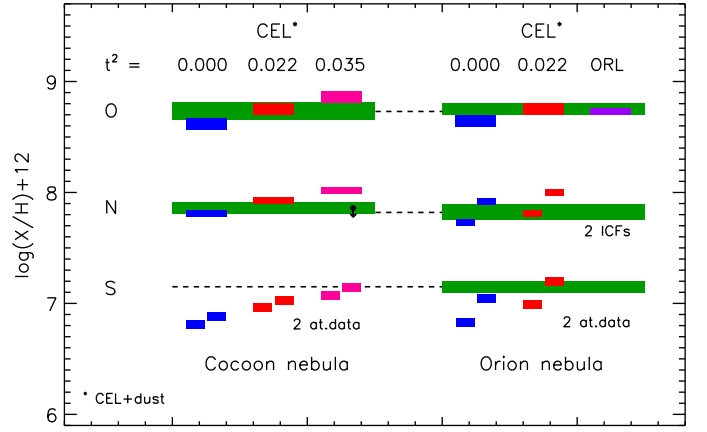 CEL* CEL*
t² = 0.000 0.022 0.035 0.000 0.022 ORL
9
O
8
N
2 ICFs
S
7
2 at.data 2 at.data
Cocoon nebula Orion nebula
* CEL+dust
6
log(X/H)+12